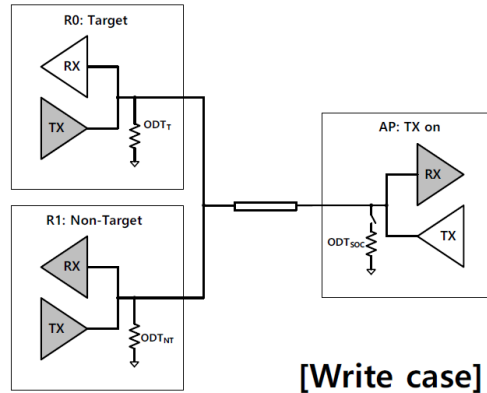 R0: Target
RX
TX
ODTT
AP: TX on
RX
TX
ODTSOC
R1: Non-Target
RX
TX
ODTNT
[Write case]